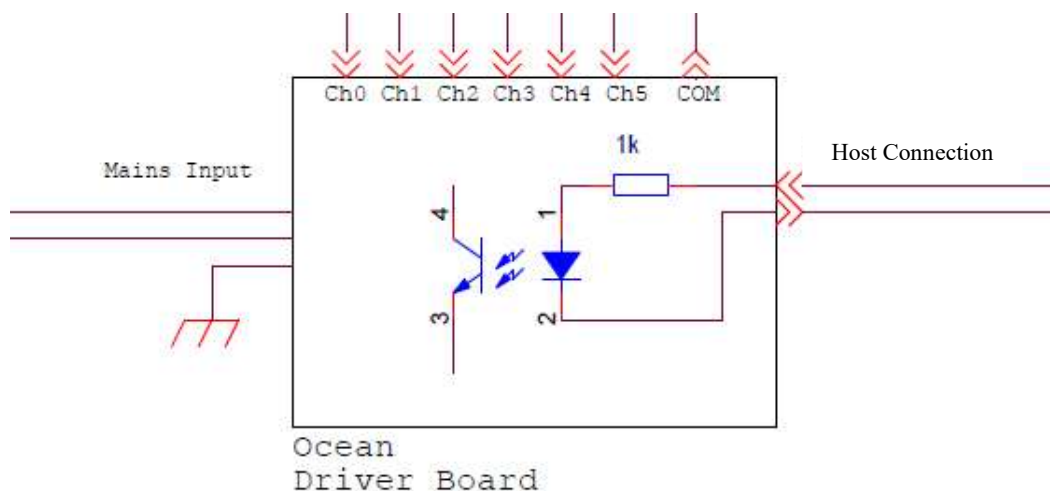 Ch0 Ch1 Ch2 Ch3 Ch4 Ch5 COM
1k
Host Connection
Mains Input
4
1
3
2
Ocean
Driver Board